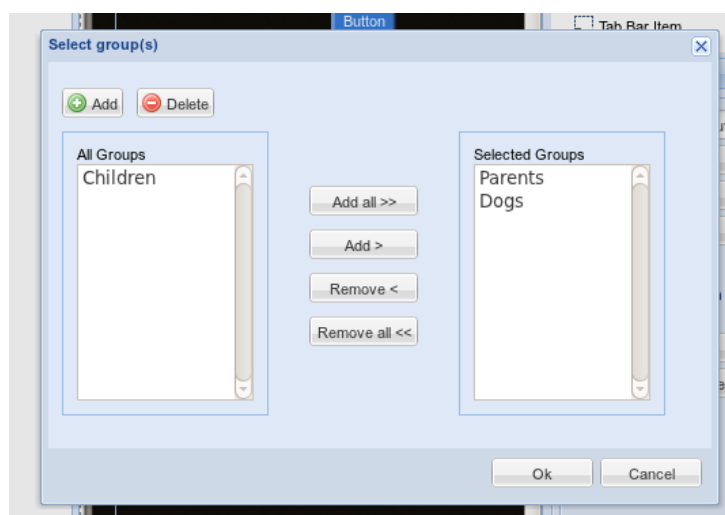 Button
Tab Bar Item
Select group(s)
Add
Delete
All Groups
Children
Add all >>
Add >
Remove <
Remove all <<
Selected Groups
Parents
Dogs
Ok
Cancel